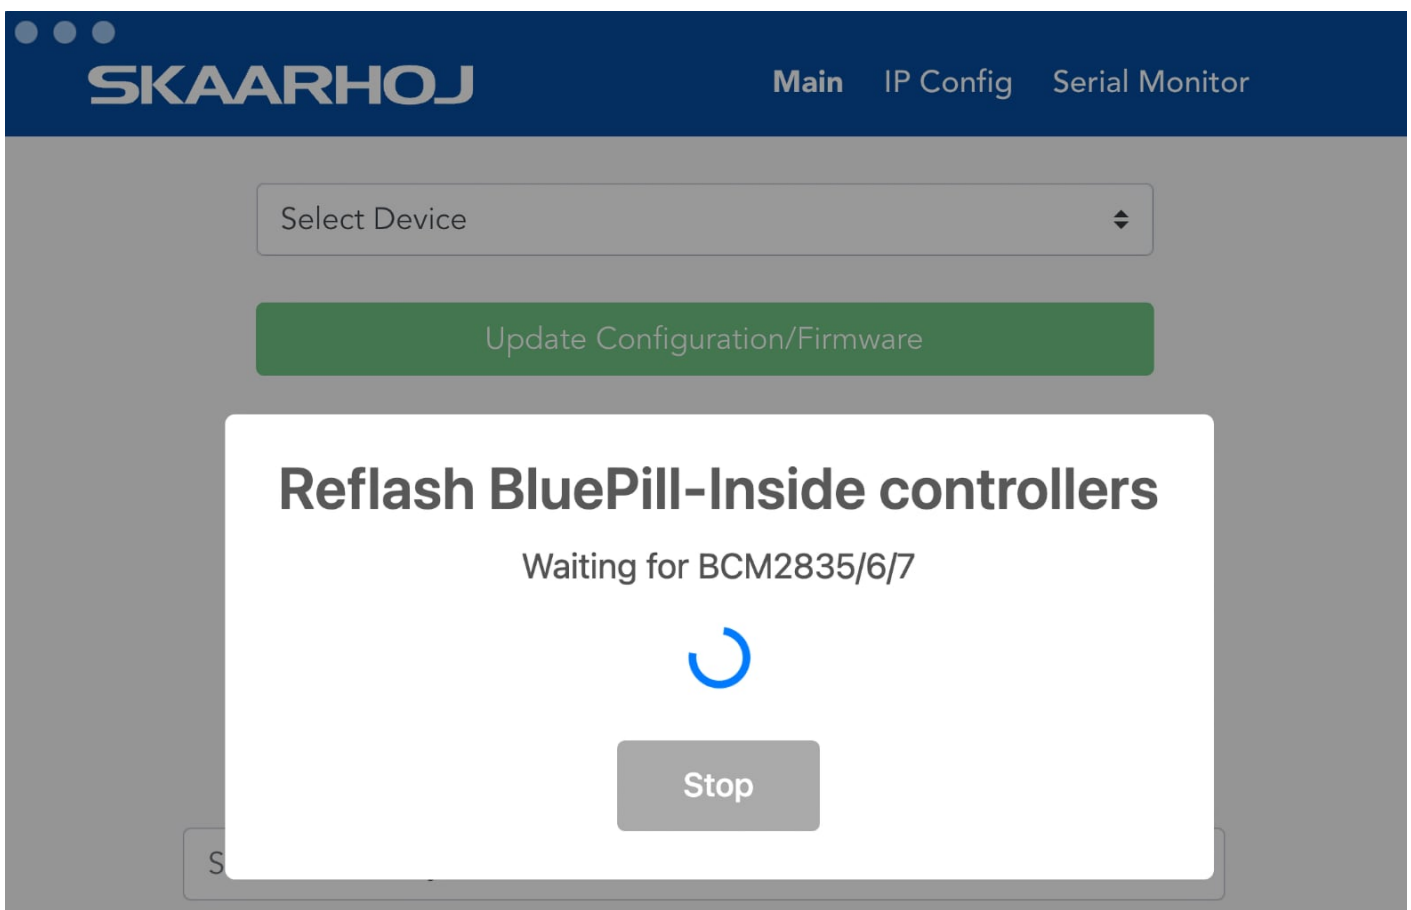 SKAARHOJ
Main IP Config Serial Monitor
Select Device
Update Configuration/Firmware
Reflash BluePill-Inside controllers
Waiting for BCM2835/6/7
Stop